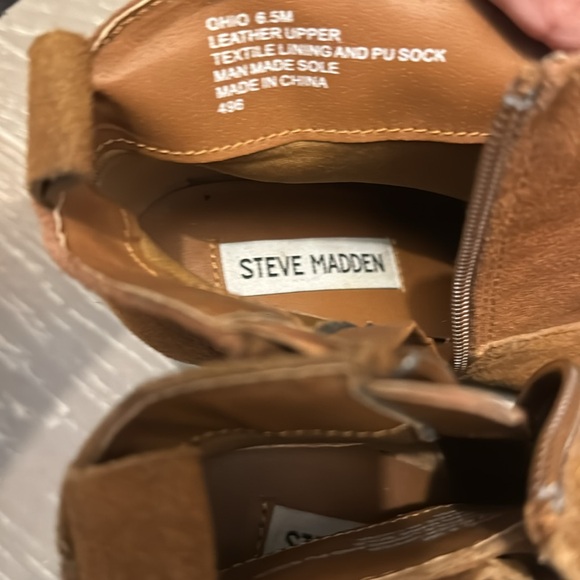 OHIO 6.5M
LEATHER UPPER
TEXTILE LINING AND PU SOCK
MAN MADE SOLE
MADE IN CHINA
496
STEVE MADDEN